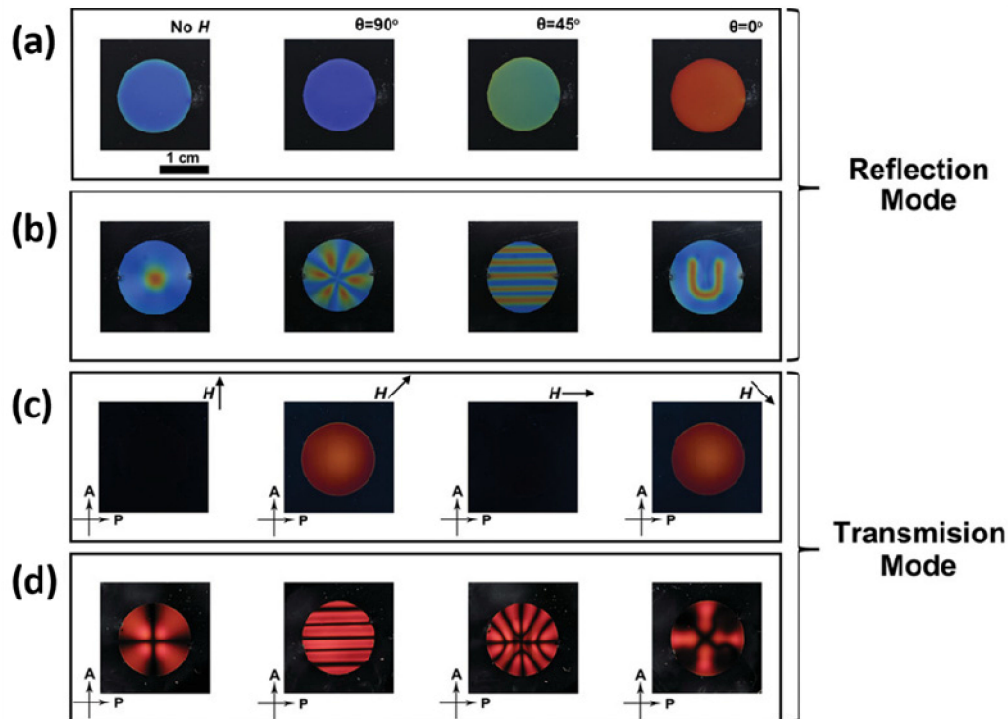 (a)
No H
θ=90°
θ=45°
θ=0°
1 cm
Reflection
Mode
(b)
(c)
H
H
H
H
A
P
A
P
A
P
A
P
Transmision
Mode
(d)
A
P
A
P
A
P
A
P